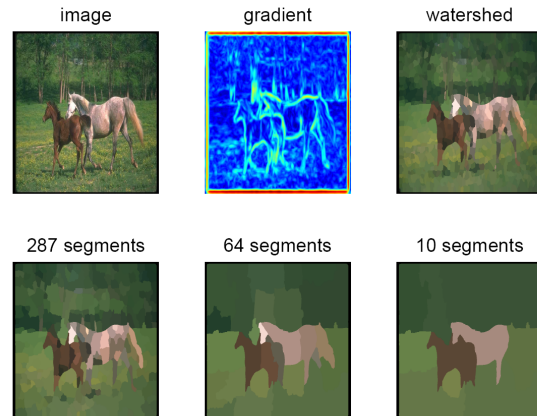 image
gradient
watershed
287 segments
64 segments
10 segments